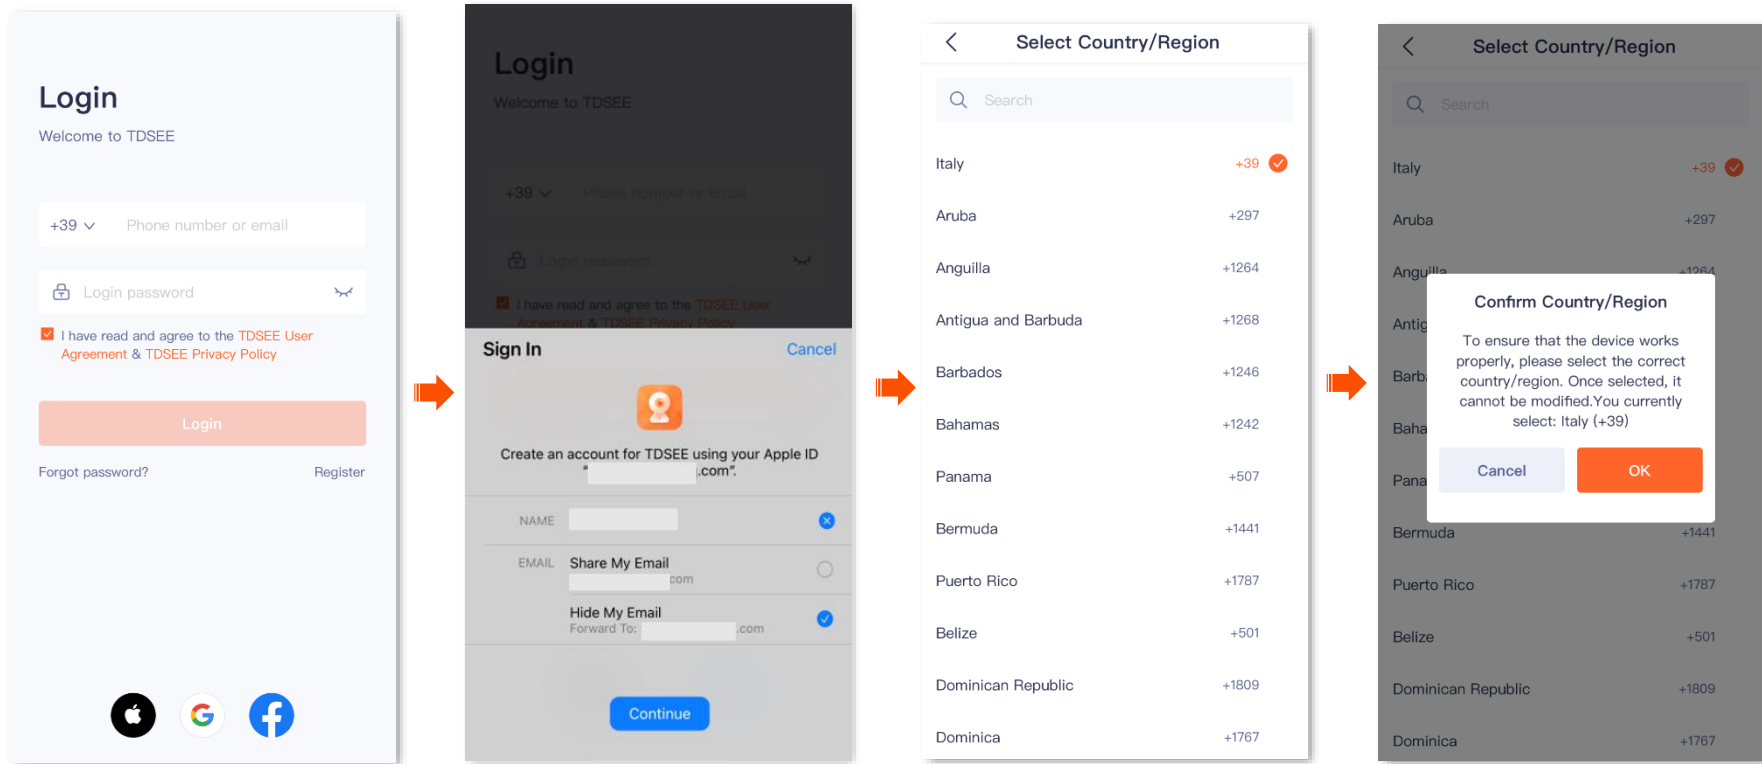 Login
Welcome to TDSEE
+39
Phone number or email
Login password
I have read and agree to the TDSEE User
Agreement & TDSEE Privacy Policy
Login
Forgot password?
Register
Login
Welcome to TDSEE
+39
Phone number or email
Login password
I have read and agree to the TDSEE User
Agreement & TDSEE Privacy Policy
Sign In
Cancel
Create an account for TDSEE using your Apple ID
“ .com”.
NAME
EMAIL
Share My Email
com
Hide My Email
Forward To: .com
Continue
Select Country/Region
Search
Italy +39
Aruba +297
Anguilla +1264
Antigua and Barbuda +1268
Barbados +1246
Bahamas +1242
Panama +507
Bermuda +1441
Puerto Rico +1787
Belize +501
Dominican Republic +1809
Dominica +1767
Select Country/Region
Search
Italy +39
Aruba +297
Anguilla +1264
Antig
Barb
Baha
Pana
Confirm Country/Region
To ensure that the device works
properly, please select the correct
country/region. Once selected, it
cannot be modified.You currently
select: Italy (+39)
Cancel
OK
Bermuda +1441
Puerto Rico +1787
Belize +501
Dominican Republic +1809
Dominica +1767